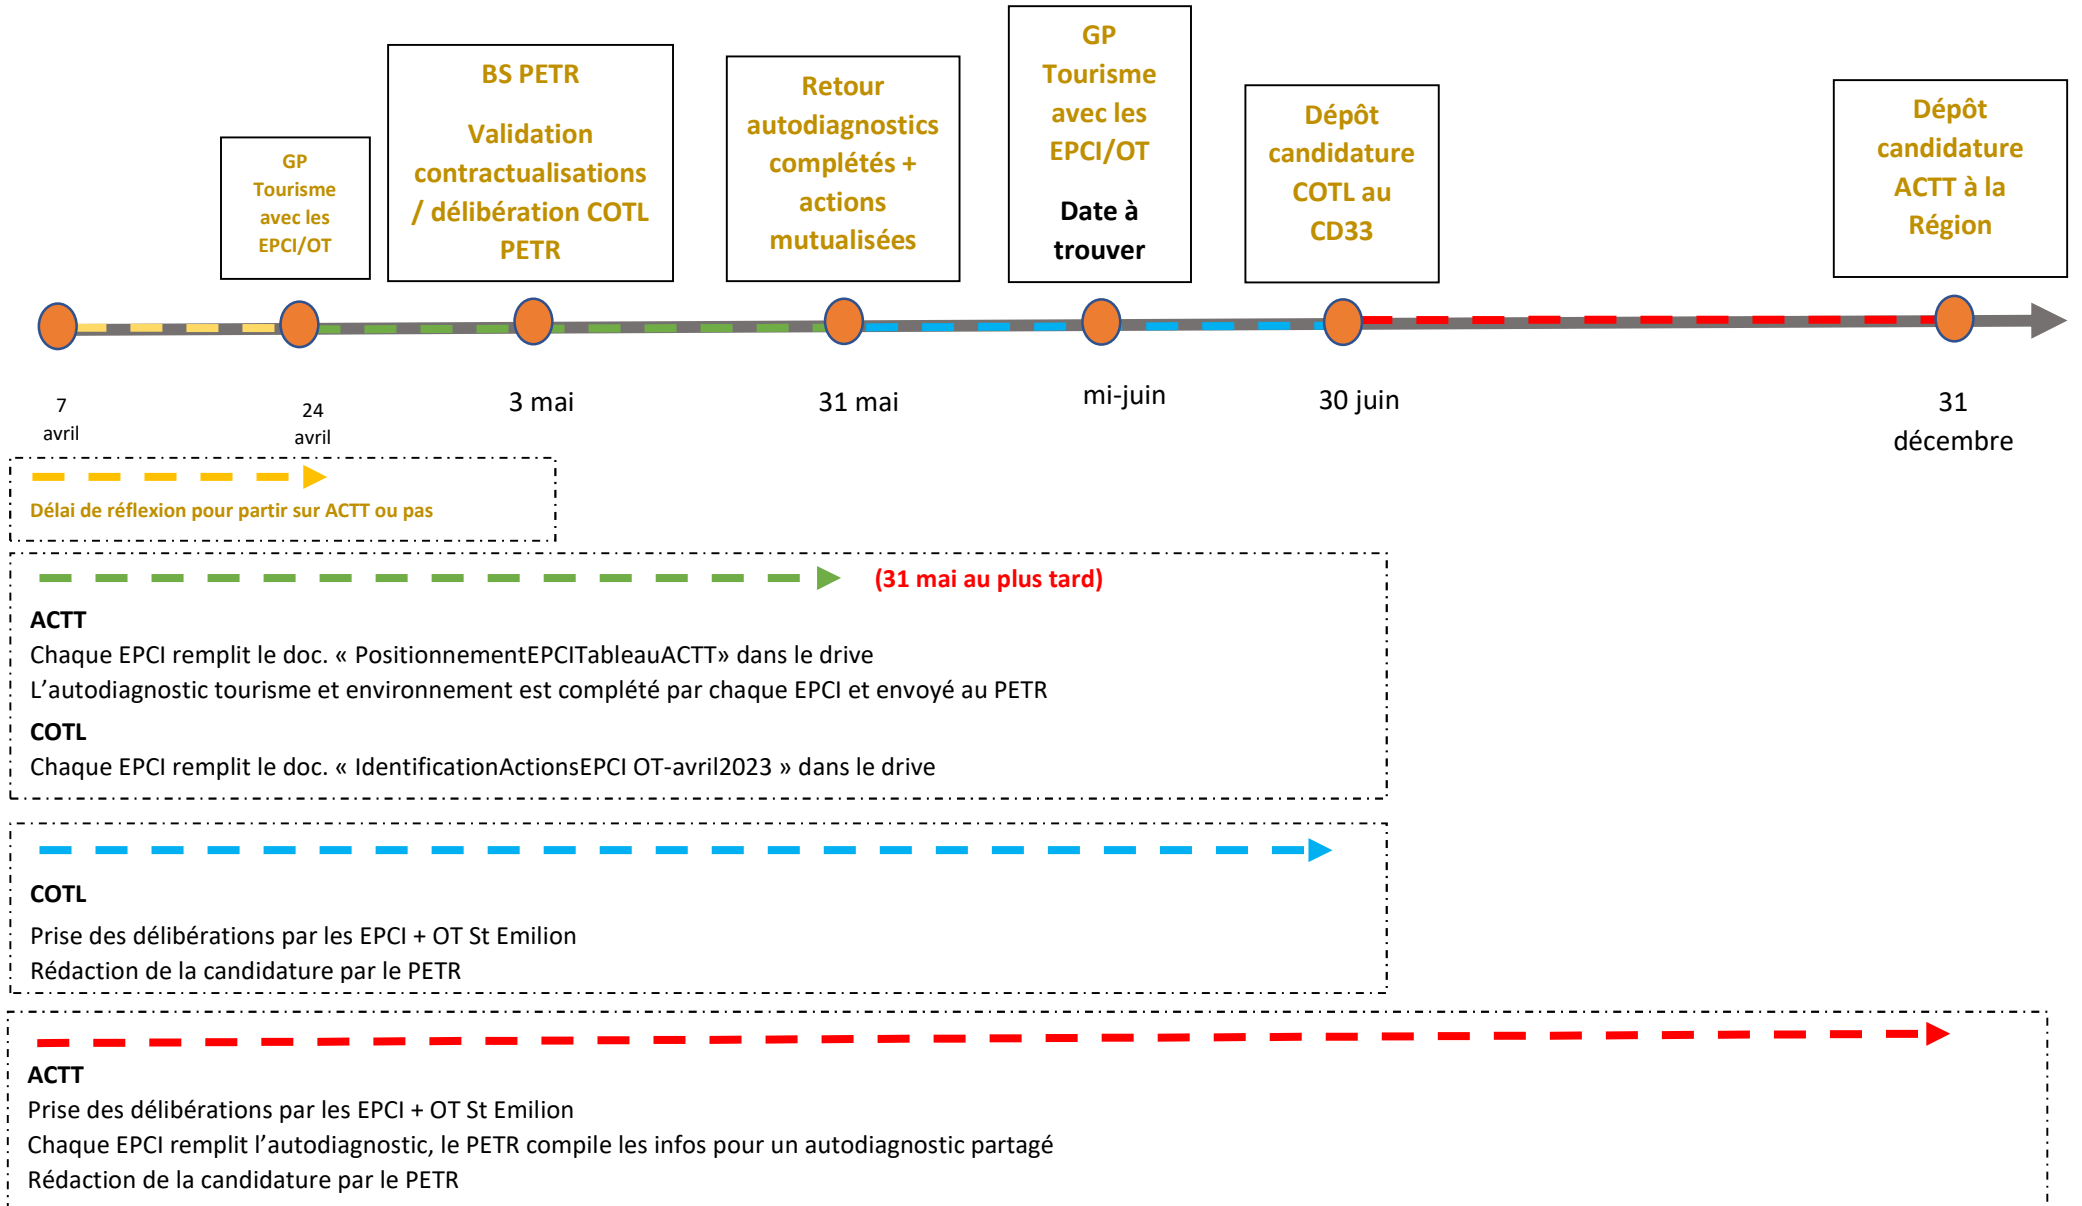 GP
Tourisme
avec les
EPCI/OT
BS PETR
Validation
contractualisations
/ délibération COTL
PETR
Retour
autodiagnostics
complétés +
actions
mutualisées
GP
Tourisme
avec les
EPCI/OT
Date à
trouver
Dépôt
candidature
COTL au
CD33
Dépôt
candidature
ACTT à la
Région
7
avril
24
avril
3 mai
31 mai
mi-juin
30 juin
31
décembre
Délai de réflexion pour partir sur ACTT ou pas
(31 mai au plus tard)
ACTT
Chaque EPCI remplit le doc. « PositionnementEPCITableauACTT» dans le drive
L’autodiagnostic tourisme et environnement est complété par chaque EPCI et envoyé au PETR
COTL
Chaque EPCI remplit le doc. « IdentificationActionsEPCI OT-avril2023 » dans le drive
COTL
Prise des délibérations par les EPCI + OT St Emilion
Rédaction de la candidature par le PETR
ACTT
Prise des délibérations par les EPCI + OT St Emilion
Chaque EPCI remplit l’autodiagnostic, le PETR compile les infos pour un autodiagnostic partagé
Rédaction de la candidature par le PETR